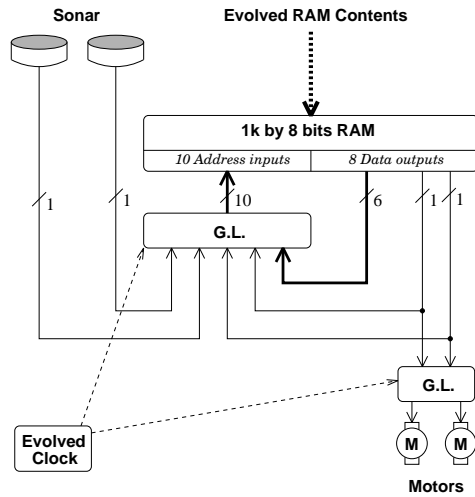 Sonar
Evolved RAM Contents
1k by 8 bits RAM
10 Address inputs
8 Data outputs
1
1
10
6
1
1
G.L.
G.L.
M
M
Evolved
Clock
Motors